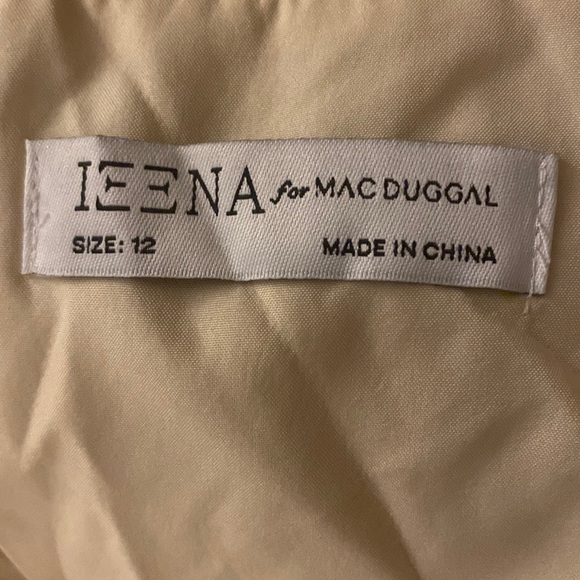 IEENA for MAC DUGGAL
SIZE: 12 MADE IN CHINA